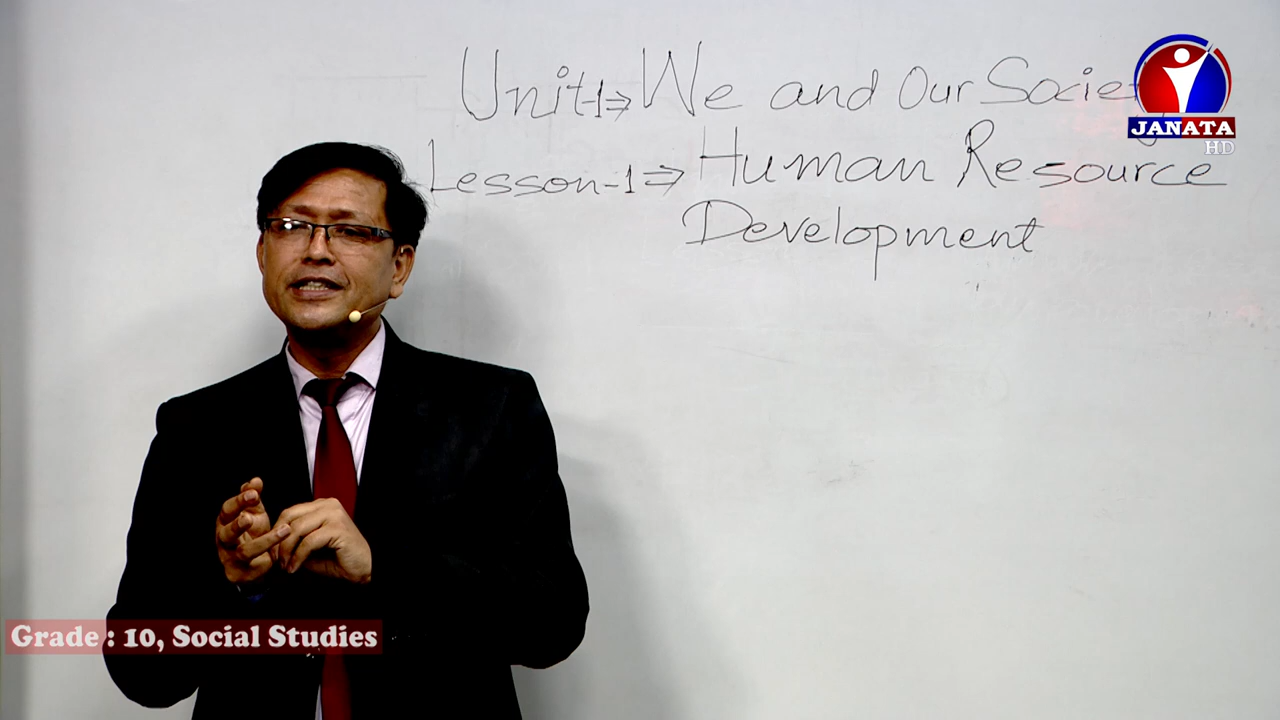 Unit-1⇒ We and Our Society
Lesson-1⇒ Human Resource
Development
JANATA
HD
Grade : 10, Social Studies